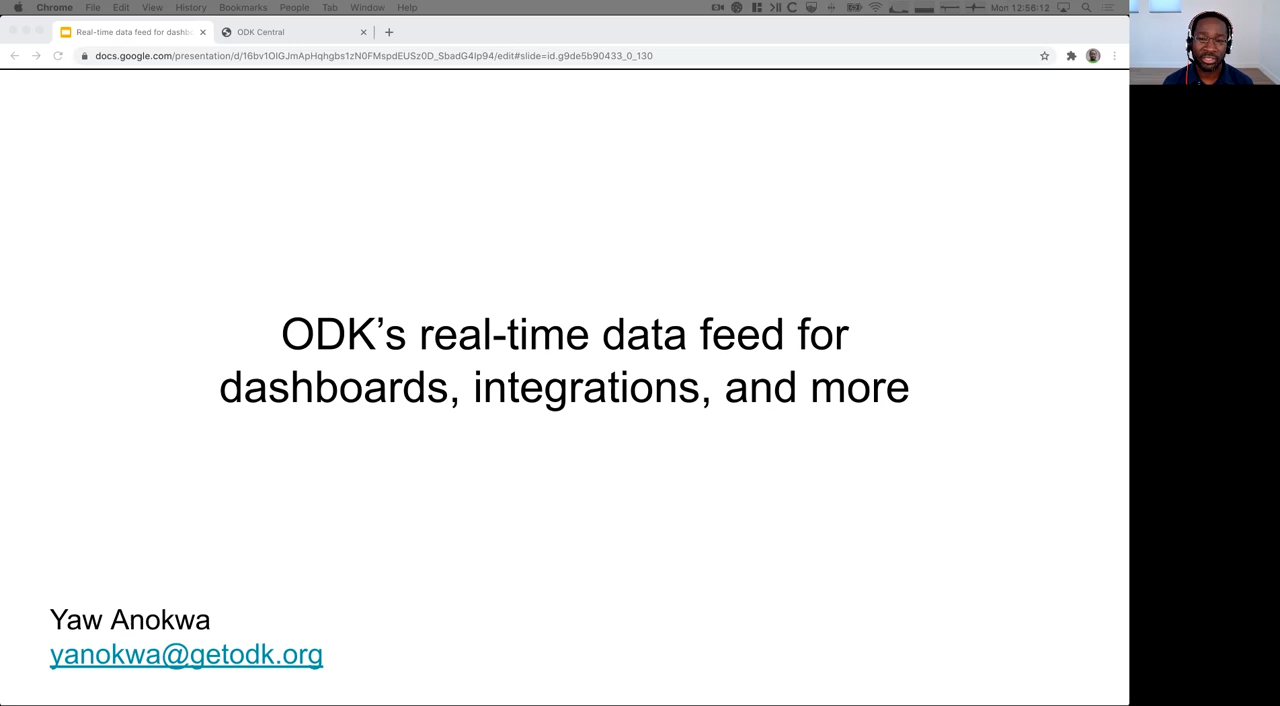 Chrome File Edit View History Bookmarks People Tab Window Help Mon 12:56:12
Real-time data feed for dashb ODK Central
docs.google.com/presentation/d/16bv1OIGJmApHqhgbs1zN0FMspdEUSz0D_SbadG4Ip94/edit#slide=id.g9de5b90433_0_130
ODK’s real-time data feed for
dashboards, integrations, and more
Yaw Anokwa
yanokwa@getodk.org